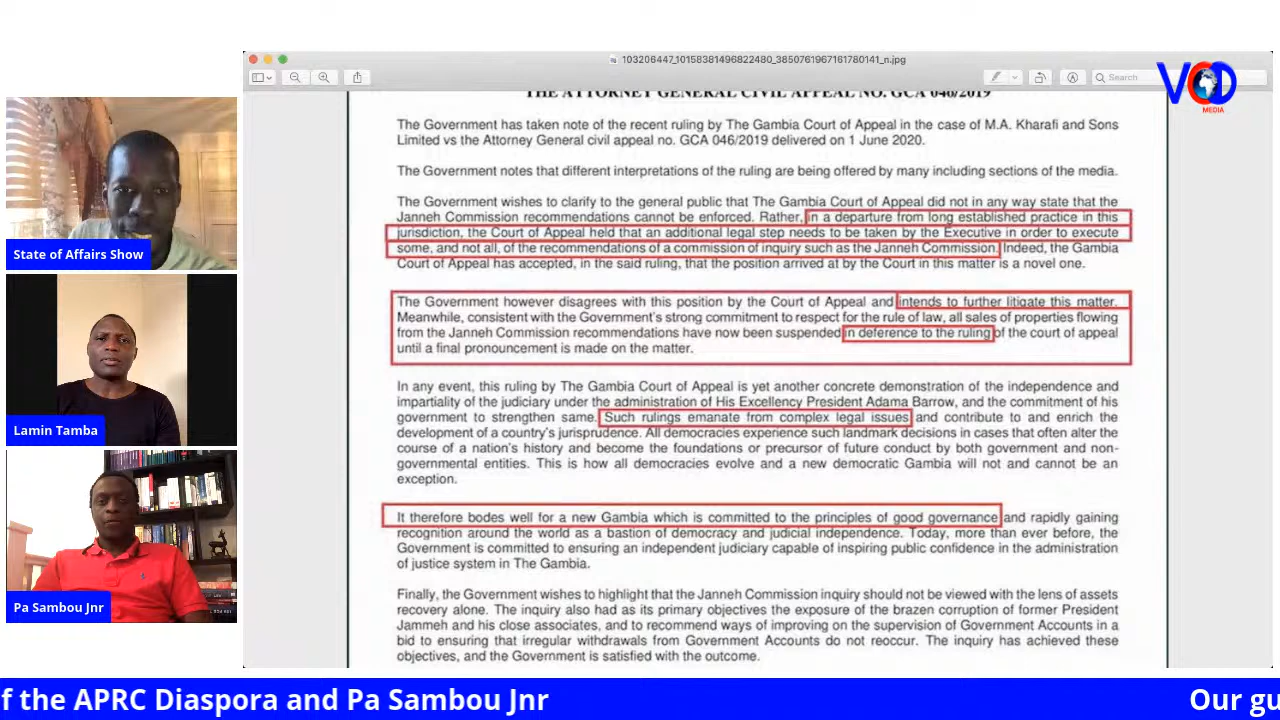 103206447_10158381496822480_3850761967161780141_n.jpg
Search
VOD
MEDIA
THE ATTORNEY GENERAL CIVIL APPEAL NO. GCA 046/2019
The Government has taken note of the recent ruling by The Gambia Court of Appeal in the case of M.A. Kharafi and Sons
Limited vs the Attorney General civil appeal no. GCA 046/2019 delivered on 1 June 2020.
The Government notes that different interpretations of the ruling are being offered by many including sections of the media.
The Government wishes to clarify to the general public that The Gambia Court of Appeal did not in any way state that the
Janneh Commission recommendations cannot be enforced. Rather, in a departure from long established practice in this
jurisdiction, the Court of Appeal held that an additional legal step needs to be taken by the Executive in order to execute
some, and not all, of the recommendations of a commission of inquiry such as the Janneh Commission. Indeed, the Gambia
Court of Appeal has accepted, in the said ruling, that the position arrived at by the Court in this matter is a novel one.
The Government however disagrees with this position by the Court of Appeal and intends to further litigate this matter.
Meanwhile, consistent with the Government's strong commitment to respect for the rule of law, all sales of properties flowing
from the Janneh Commission recommendations have now been suspended in deference to the ruling of the court of appeal
until a final pronouncement is made on the matter.
In any event, this ruling by The Gambia Court of Appeal is yet another concrete demonstration of the independence and
impartiality of the judiciary under the administration of His Excellency President Adama Barrow, and the commitment of his
government to strengthen same. Such rulings emanate from complex legal issues and contribute to and enrich the
development of a country's jurisprudence. All democracies experience such landmark decisions in cases that often alter the
course of a nation's history and become the foundations or precursor of future conduct by both government and non-
governmental entities. This is how all democracies evolve and a new democratic Gambia will not and cannot be an
exception.
It therefore bodes well for a new Gambia which is committed to the principles of good governance and rapidly gaining
recognition around the world as a bastion of democracy and judicial independence. Today, more than ever before, the
Government is committed to ensuring an independent judiciary capable of inspiring public confidence in the administration
of justice system in The Gambia.
Finally, the Government wishes to highlight that the Janneh Commission inquiry should not be viewed with the lens of assets
recovery alone. The inquiry also had as its primary objectives the exposure of the brazen corruption of former President
Jammeh and his close associates, and to recommend ways of improving on the supervision of Government Accounts in a
bid to ensuring that irregular withdrawals from Government Accounts do not reoccur. The inquiry has achieved these
objectives, and the Government is satisfied with the outcome.
State of Affairs Show
Lamin Tamba
Pa Sambou Jnr
f the APRC Diaspora and Pa Sambou Jnr
Our gu